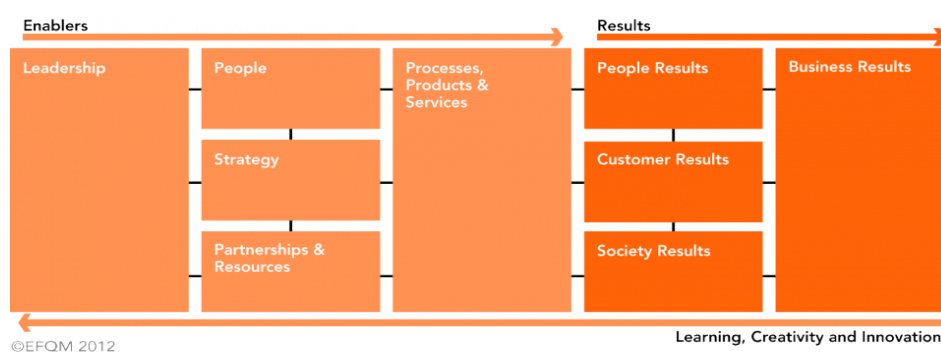 Enablers
Results
Leadership
People
Processes,
Products &
Services
People Results
Business Results
Strategy
Customer Results
Partnerships &
Resources
Society Results
Learning, Creativity and Innovation
©EFQM 2012